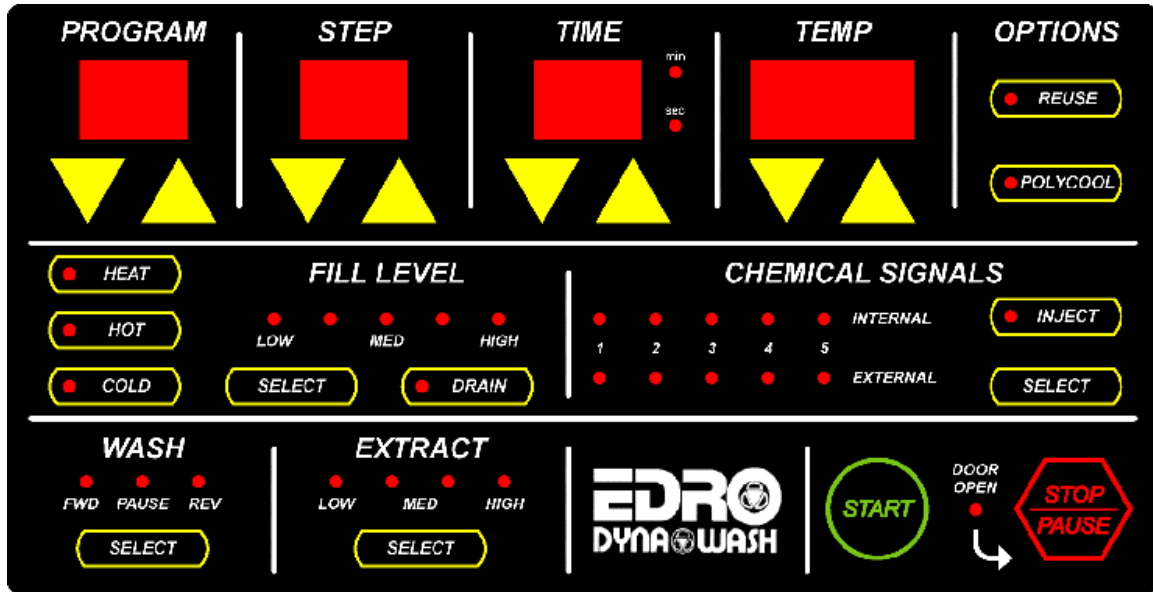 PROGRAM STEP TIME TEMP OPTIONS
min
sec
REUSE
POLYCOOL
HEAT
HOT
COLD
FILL LEVEL
LOW MED HIGH
SELECT DRAIN
CHEMICAL SIGNALS
INTERNAL
1 2 3 4 5
EXTERNAL
INJECT
SELECT
WASH
FWD PAUSE REV
SELECT
EXTRACT
LOW MED HIGH
SELECT
EDRO
DYNA WASH
START
DOOR
OPEN
STOP
PAUSE